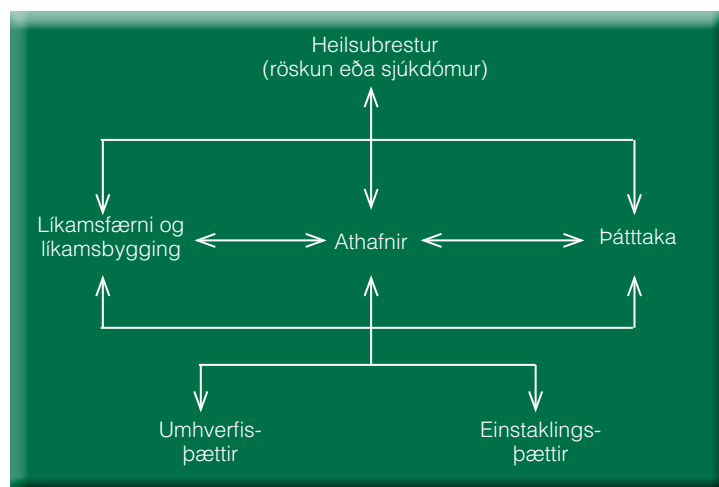 Heilsubrestur
(röskun eða sjúkdómur)
Líkamsfærni og
líkamsbygging
Athafnir
Þátttaka
Umhverfis-
þættir
Einstaklings-
þættir